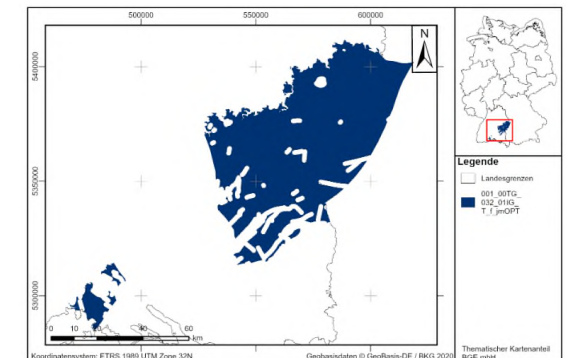 500000
550000
600000
N
5400000
5350000
5300000
0 10 20 40 60
km
Koordinatensystem: ETRS 1989 UTM Zone 32N
Geobasisdaten © GeoBasis-DE / BKG 2020
Legende
Landesgrenzen
001_00TG_
032_01IG_
T_f_jmOPT
Thematischer Kartenanteil
BGE mbH